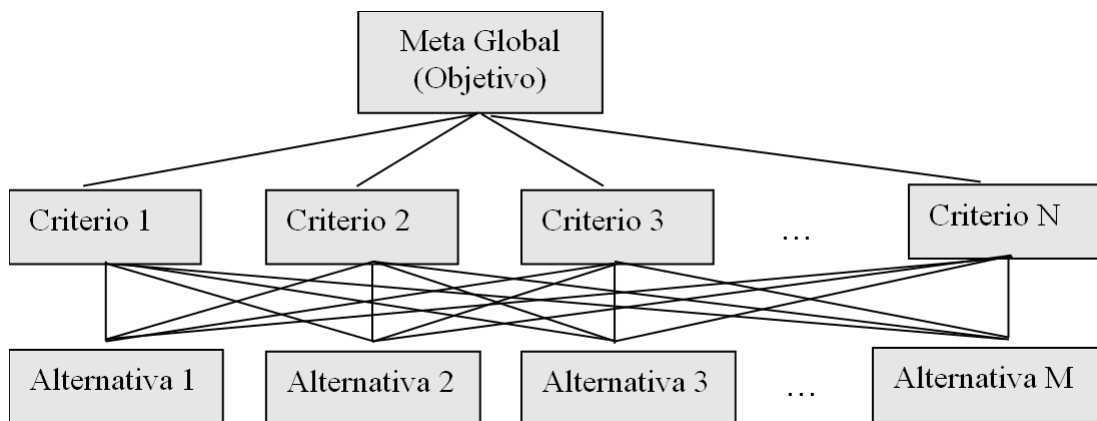 Meta Global
(Objetivo)
Criterio 1
Criterio 2
Criterio 3
...
Criterio N
Alternativa 1
Alternativa 2
Alternativa 3
...
Alternativa M